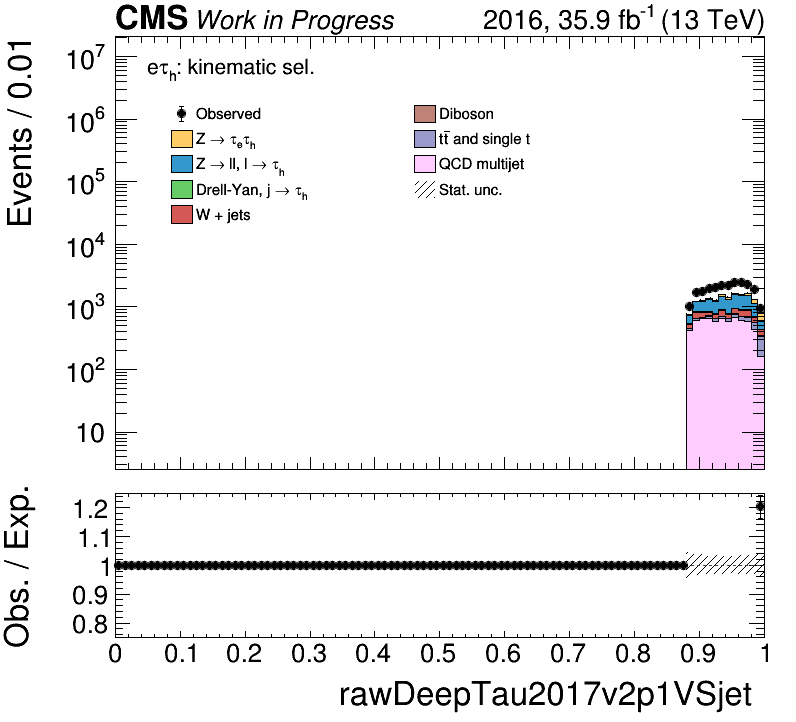 CMS Work in Progress 2016, 35.9 fb⁻¹ (13 TeV)
Events / 0.01
10⁷
10⁶
10⁵
10⁴
10³
10²
10
eτₕ: kinematic sel.
Observed
Z → τₑτₕ
Z → ll, l → τₕ
Drell-Yan, j → τₕ
W + jets
Diboson
tt̄ and single t
QCD multijet
Stat. unc.
Obs. / Exp.
1.2
1.1
1
0.9
0.8
0 0.1 0.2 0.3 0.4 0.5 0.6 0.7 0.8 0.9 1
rawDeepTau2017v2p1VSjet